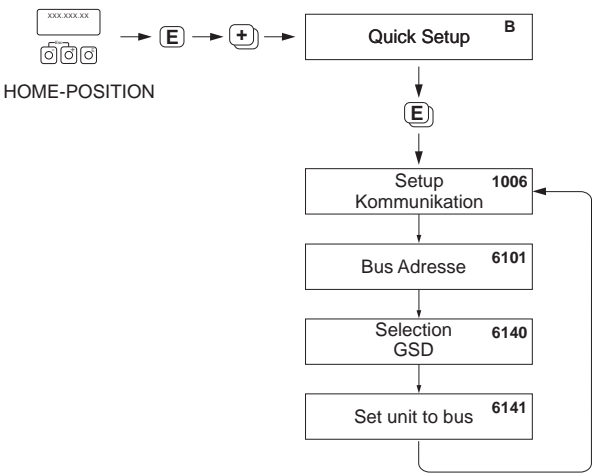 xxx.xxx.xx
Esc
E
+
Quick Setup
B
HOME-POSITION
E
Setup
Kommunikation
1006
Bus Adresse
6101
Selection
GSD
6140
Set unit to bus
6141